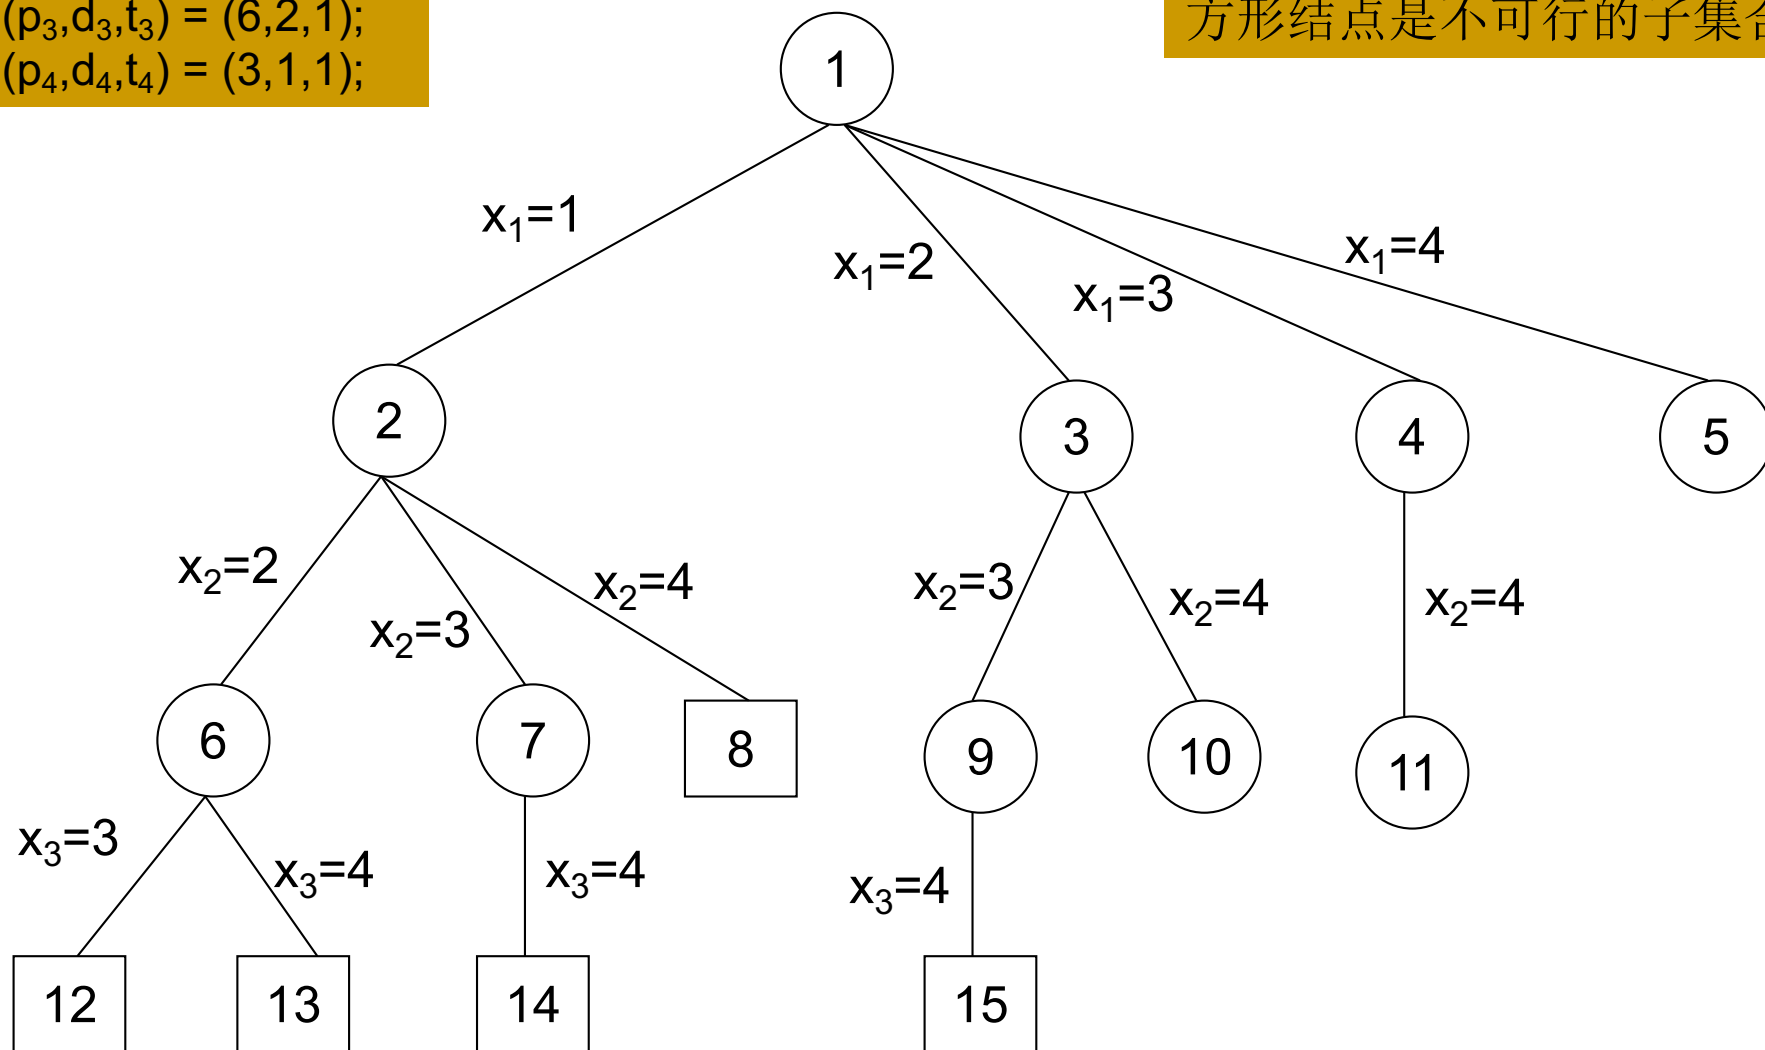 (p₃,d₃,t₃) = (6,2,1);
(p₄,d₄,t₄) = (3,1,1);
方形结点是不可行的子集合
1
x₁=1
x₁=2
x₁=3
x₁=4
2
3
4
5
x₂=2
x₂=3
x₂=4
x₂=3
x₂=4
x₂=4
6
7
8
9
10
11
x₃=3
x₃=4
x₃=4
x₃=4
12
13
14
15